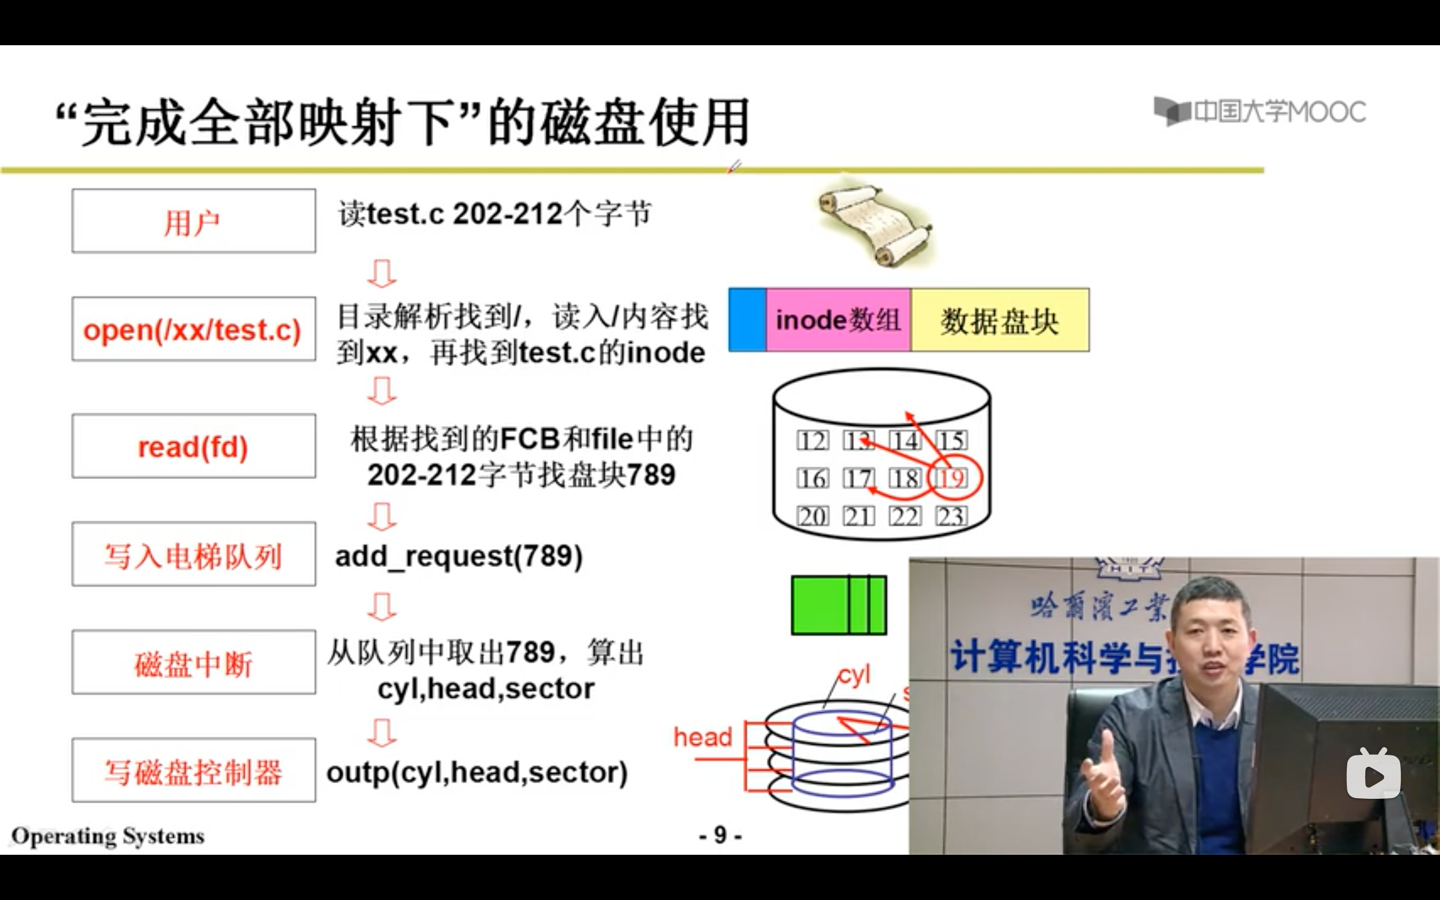 “完成全部映射下”的磁盘使用
中国大学MOOC
用户
读test.c 202-212个字节
open(/xx/test.c)
目录解析找到/，读入/内容找
到xx，再找到test.c的inode
inode数组
数据盘块
read(fd)
根据找到的FCB和file中的
202-212字节找盘块789
12 13 14 15
16 17 18 19
20 21 22 23
写入电梯队列
add_request(789)
磁盘中断
从队列中取出789，算出
cyl,head,sector
写磁盘控制器
outp(cyl,head,sector)
cyl
head
HIT
哈尔滨工业
计算机科学与
学院
Operating Systems
- 9 -